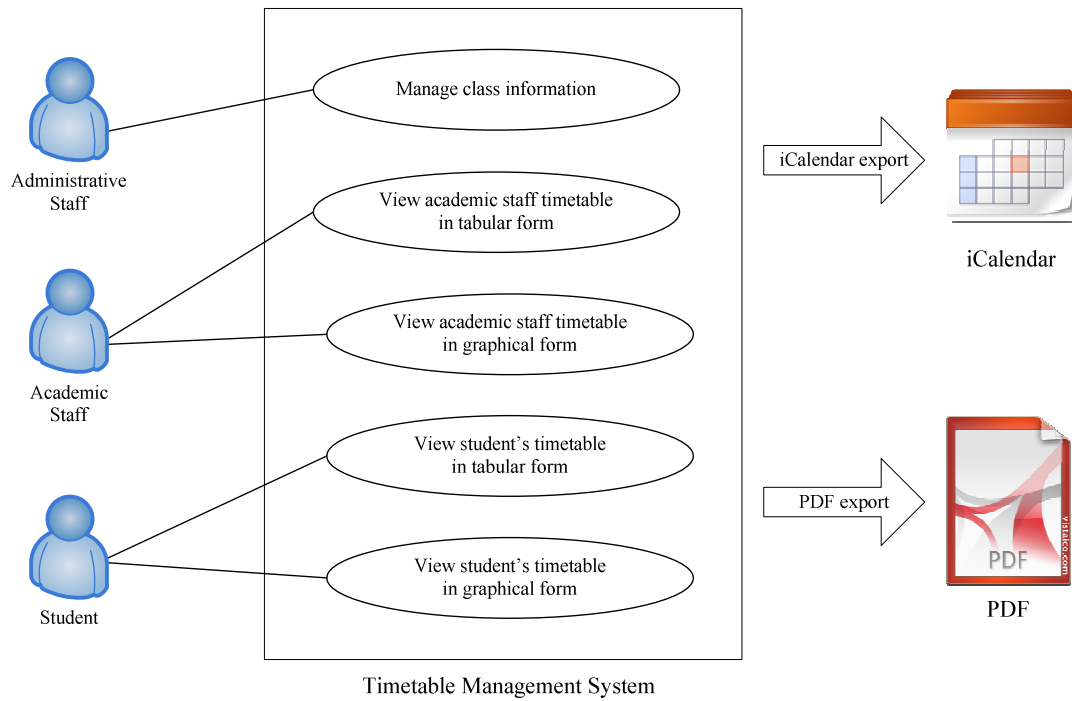 Manage class information
Administrative
Staff
View academic staff timetable
in tabular form
View academic staff timetable
in graphical form
Academic
Staff
View student’s timetable
in tabular form
View student’s timetable
in graphical form
Student
Timetable Management System
iCalendar export
iCalendar
PDF export
PDF
vistaico.com
PDF